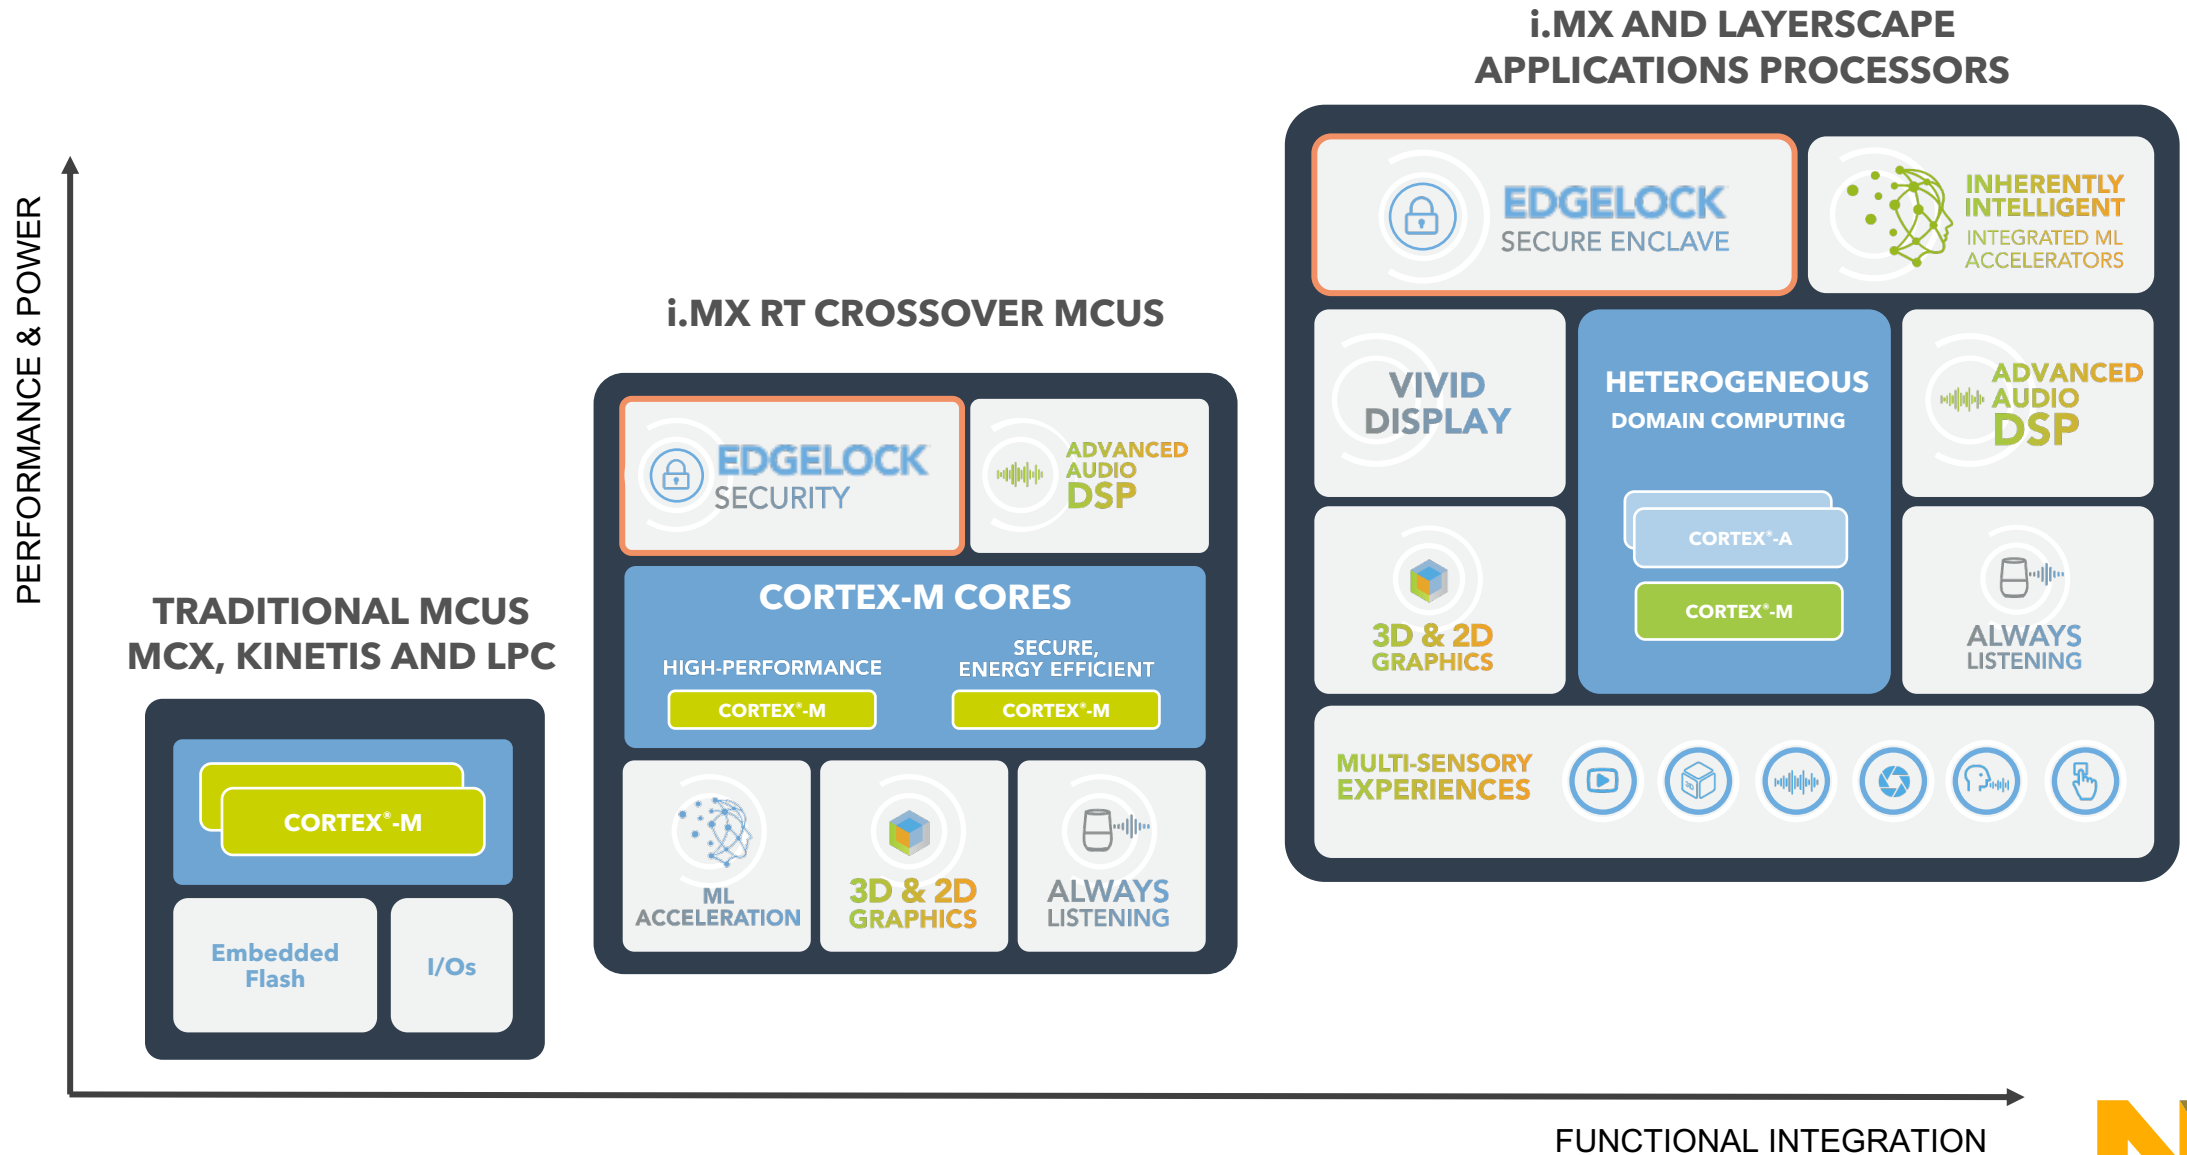 i.MX AND LAYERSCAPE
APPLICATIONS PROCESSORS
EDGELOCK
SECURE ENCLAVE
INHERENTLY
INTELLIGENT
INTEGRATED ML
ACCELERATORS
VIVID
DISPLAY
HETEROGENEOUS
DOMAIN COMPUTING
CORTEX®-A
CORTEX®-M
ADVANCED
AUDIO
DSP
3D & 2D
GRAPHICS
ALWAYS
LISTENING
MULTI-SENSORY
EXPERIENCES
3D
i.MX RT CROSSOVER MCUS
EDGELOCK
SECURITY
ADVANCED
AUDIO
DSP
CORTEX-M CORES
HIGH-PERFORMANCE
CORTEX®-M
SECURE,
ENERGY EFFICIENT
CORTEX®-M
ML
ACCELERATION
3D & 2D
GRAPHICS
ALWAYS
LISTENING
TRADITIONAL MCUS
MCX, KINETIS AND LPC
CORTEX®-M
Embedded
Flash
I/Os
PERFORMANCE & POWER
FUNCTIONAL INTEGRATION